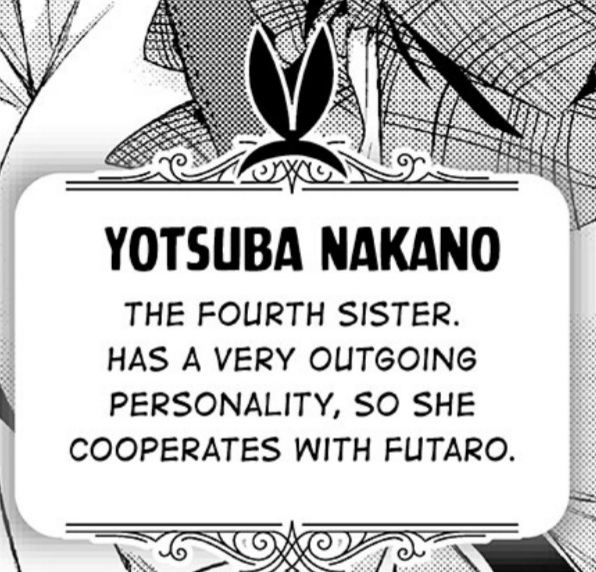 YOTSUBA NAKANO
THE FOURTH SISTER.
HAS A VERY OUTGOING
PERSONALITY, SO SHE
COOPERATES WITH FUTARO.